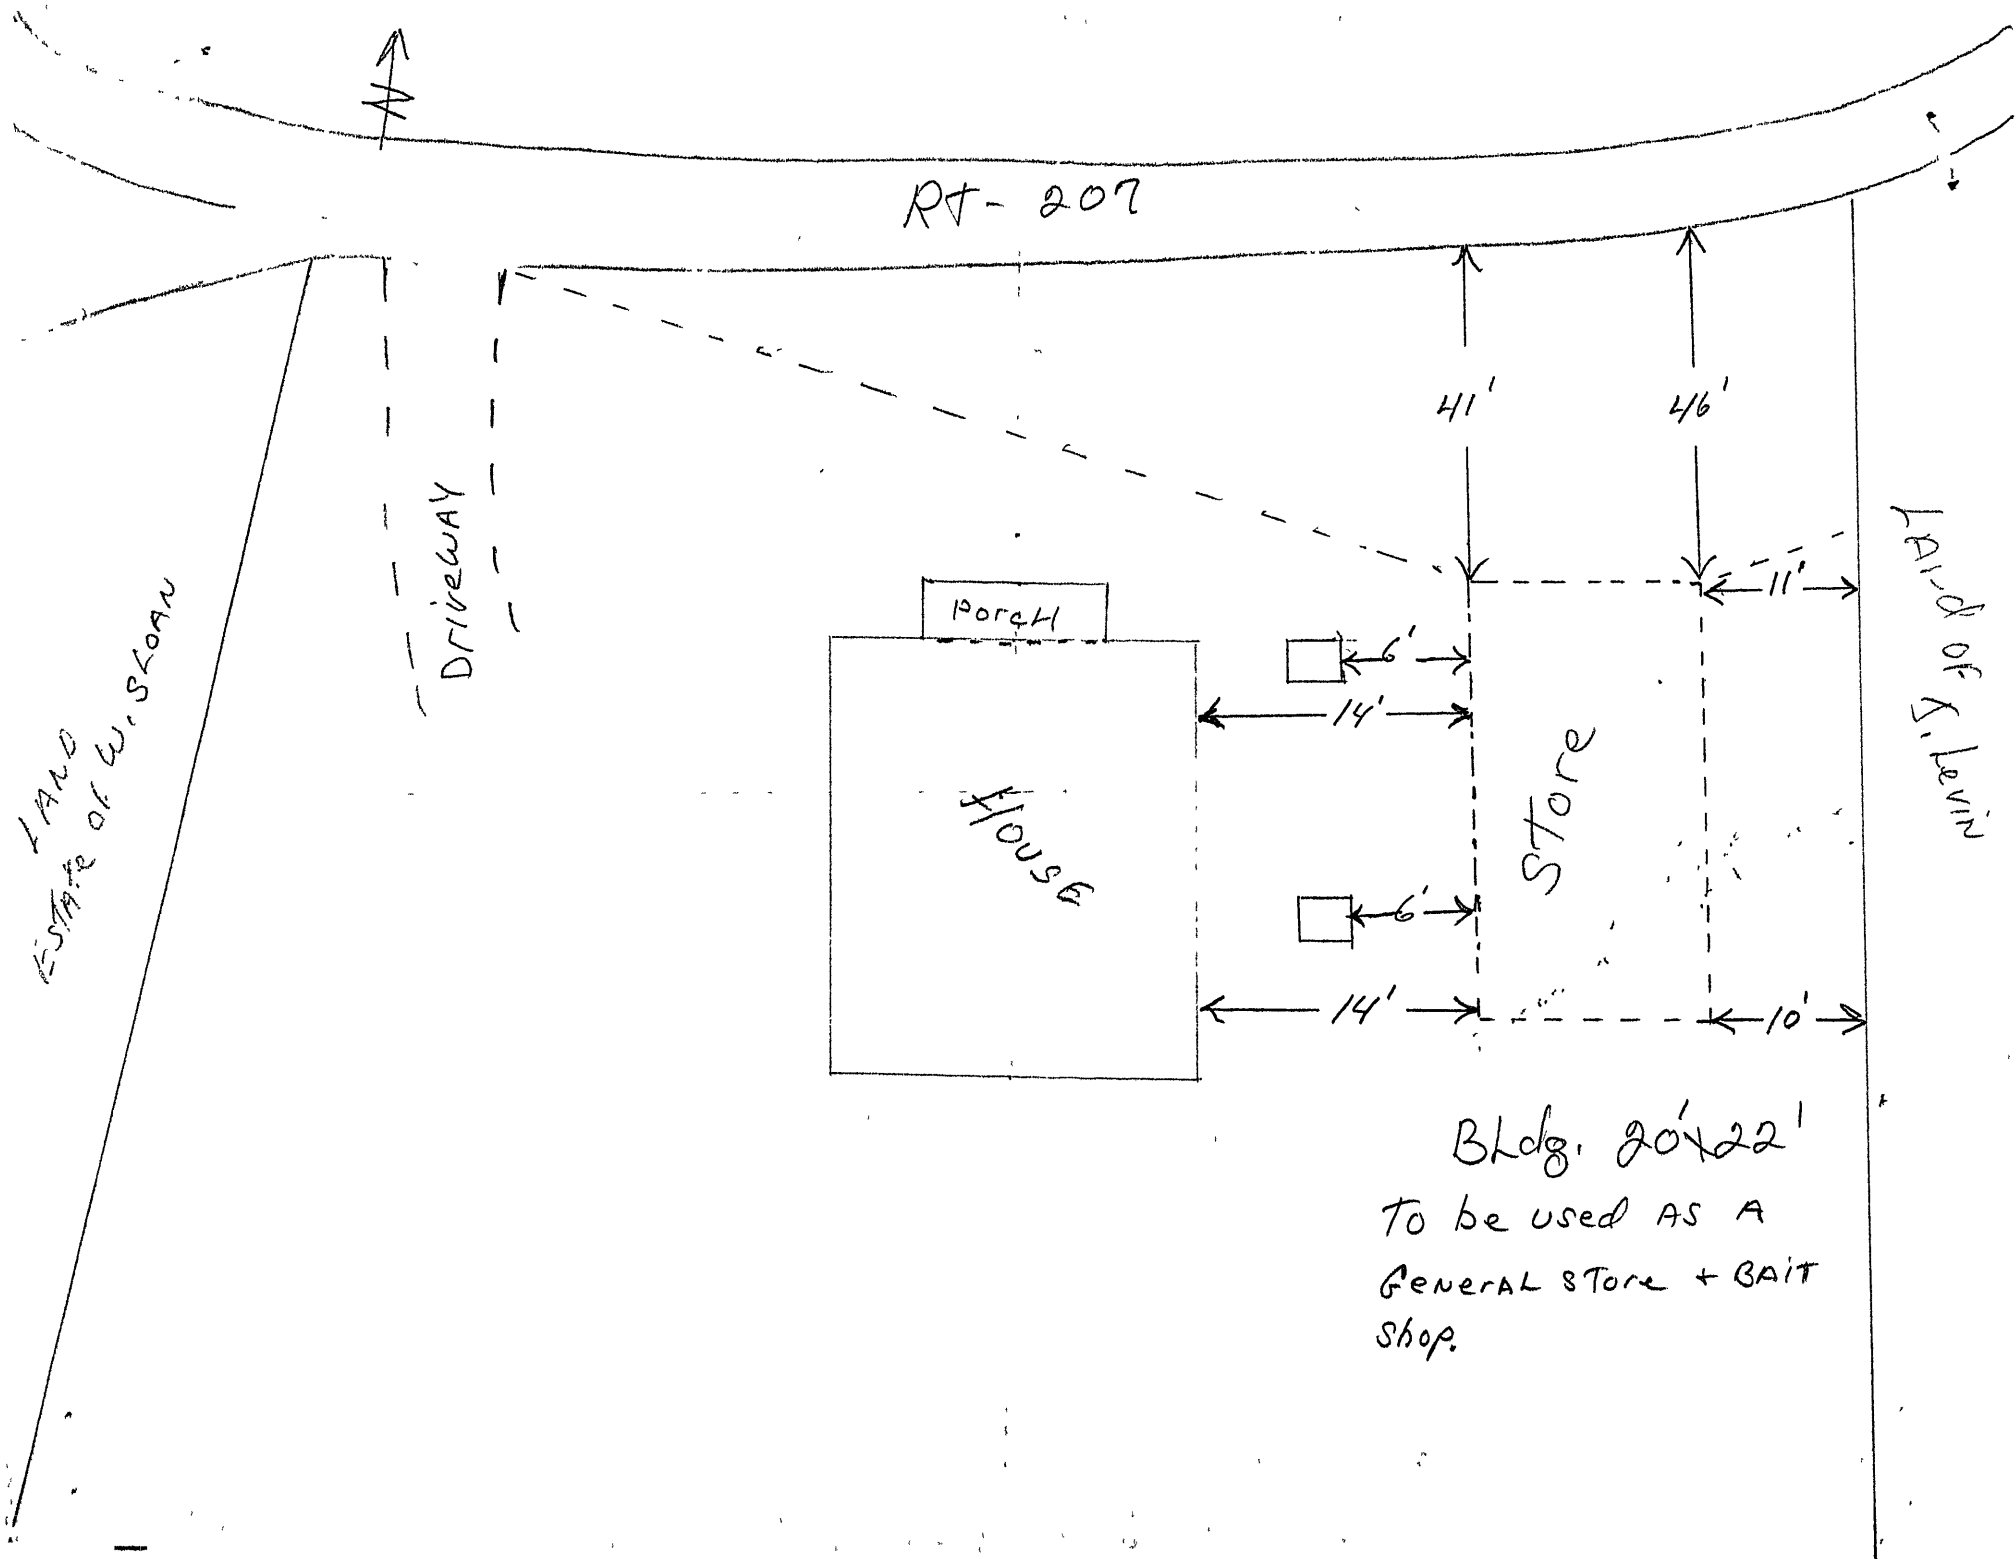 N
RT- 207
41'
46'
11'
DriveWAY
PorcH
6'
14'
LAND
ESTATe OF W. SLOAN
House
Store
LAnd OF
J. Levin
6'
14'
10'
BLdg. 20'x22'
To be used AS A
GeNerAL STore + BAIT
Shop.